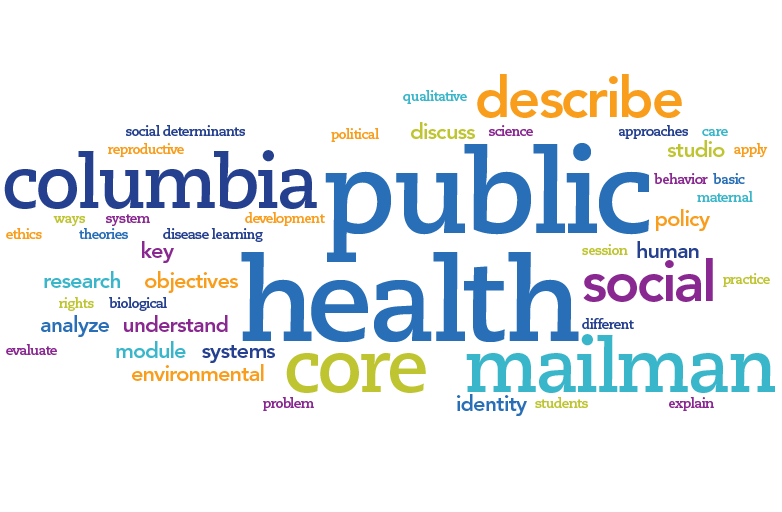 qualitative
describe
social determinants
political
discuss
science
approaches
care
reproductive
studio
apply
columbia
public
behavior
basic
maternal
ways
system
development
policy
ethics
theories
disease learning
key
session
human
research
objectives
health
social
practice
rights
biological
analyze
understand
different
evaluate
module
systems
core
mailman
environmental
problem
identity
students
explain